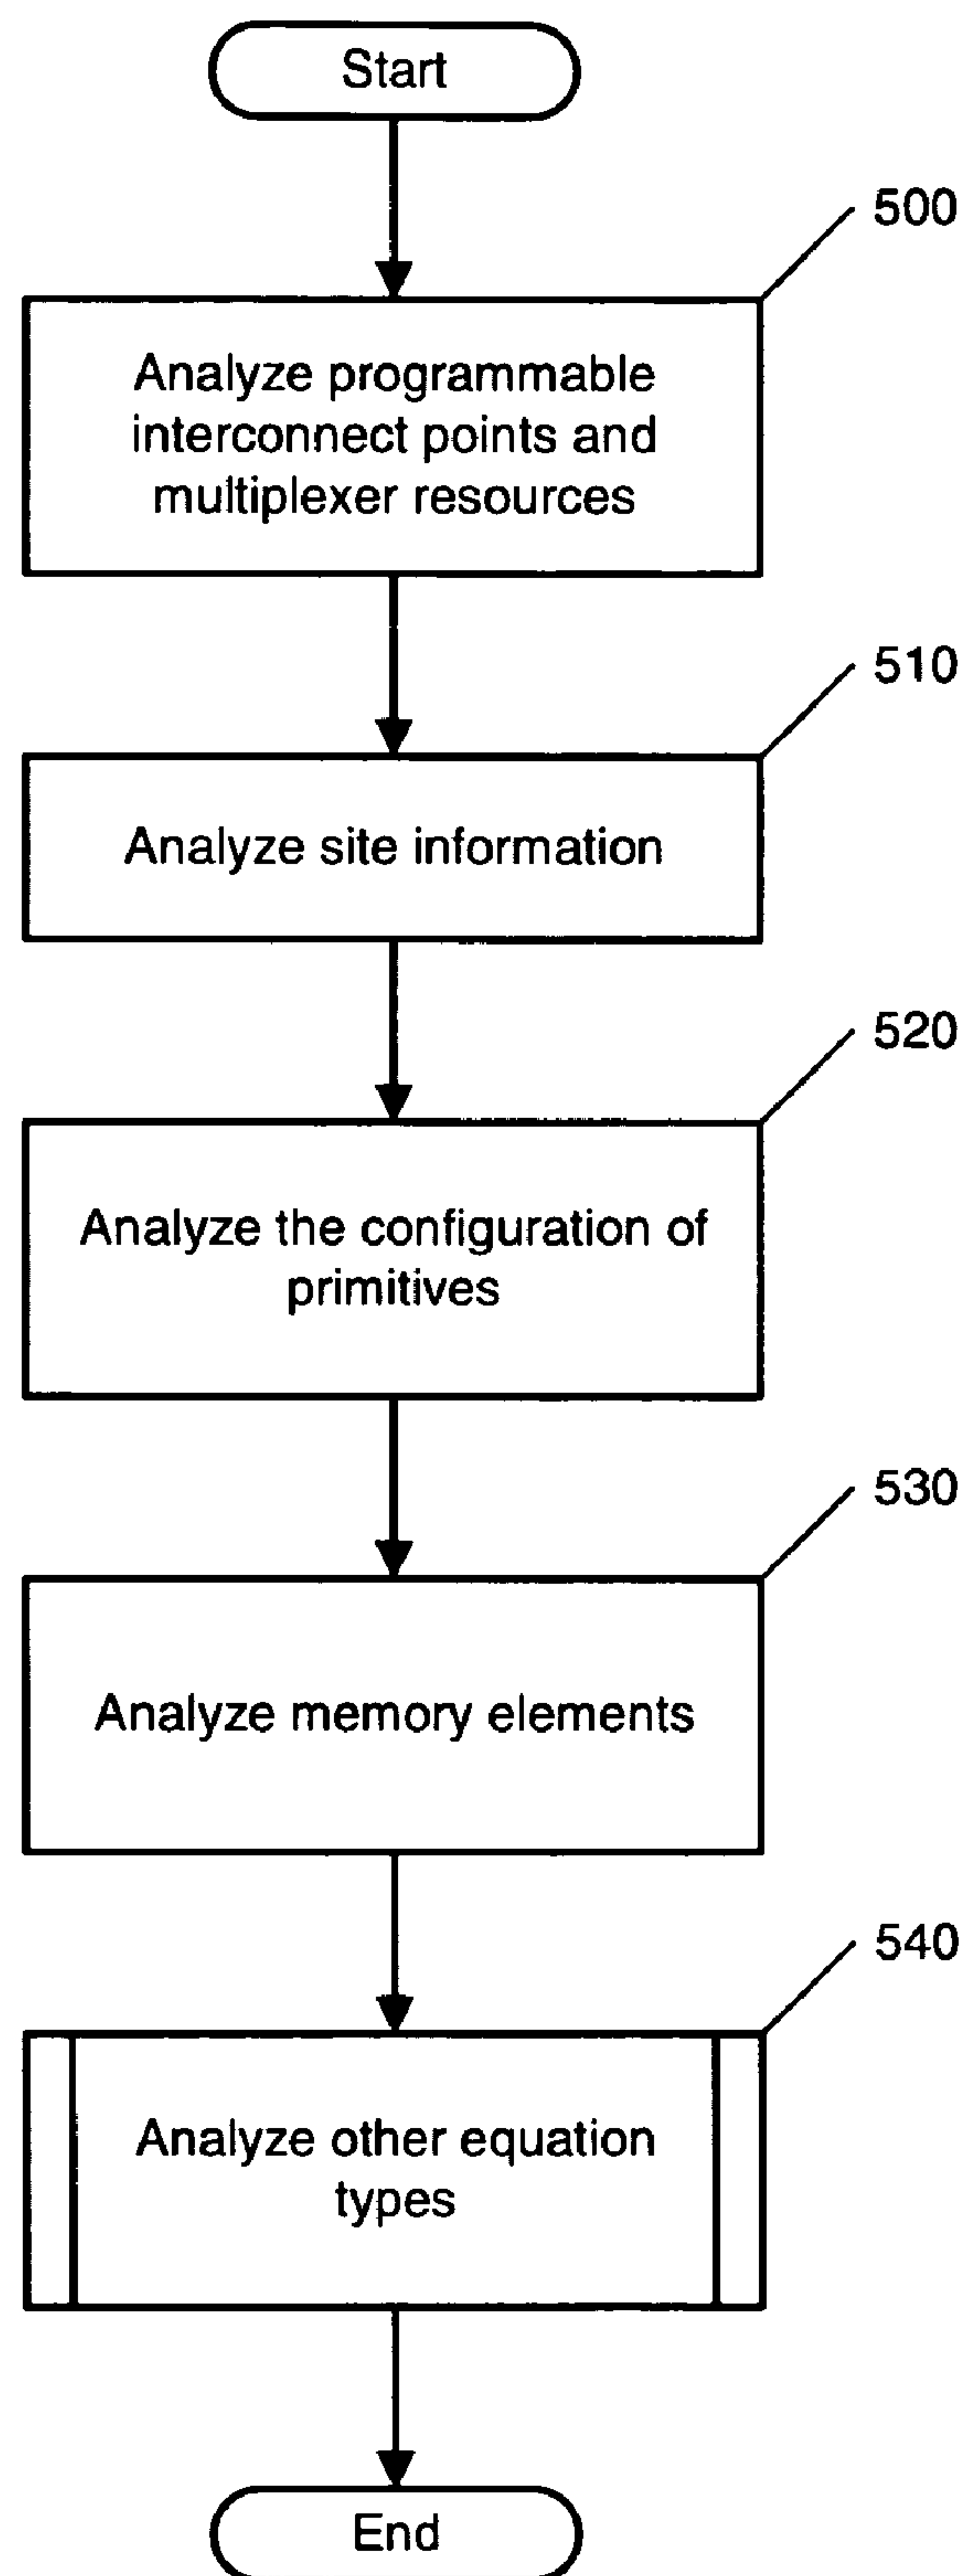 Start
500
Analyze programmable
interconnect points and
multiplexer resources
510
Analyze site information
520
Analyze the configuration of
primitives
530
Analyze memory elements
540
Analyze other equation
types
End